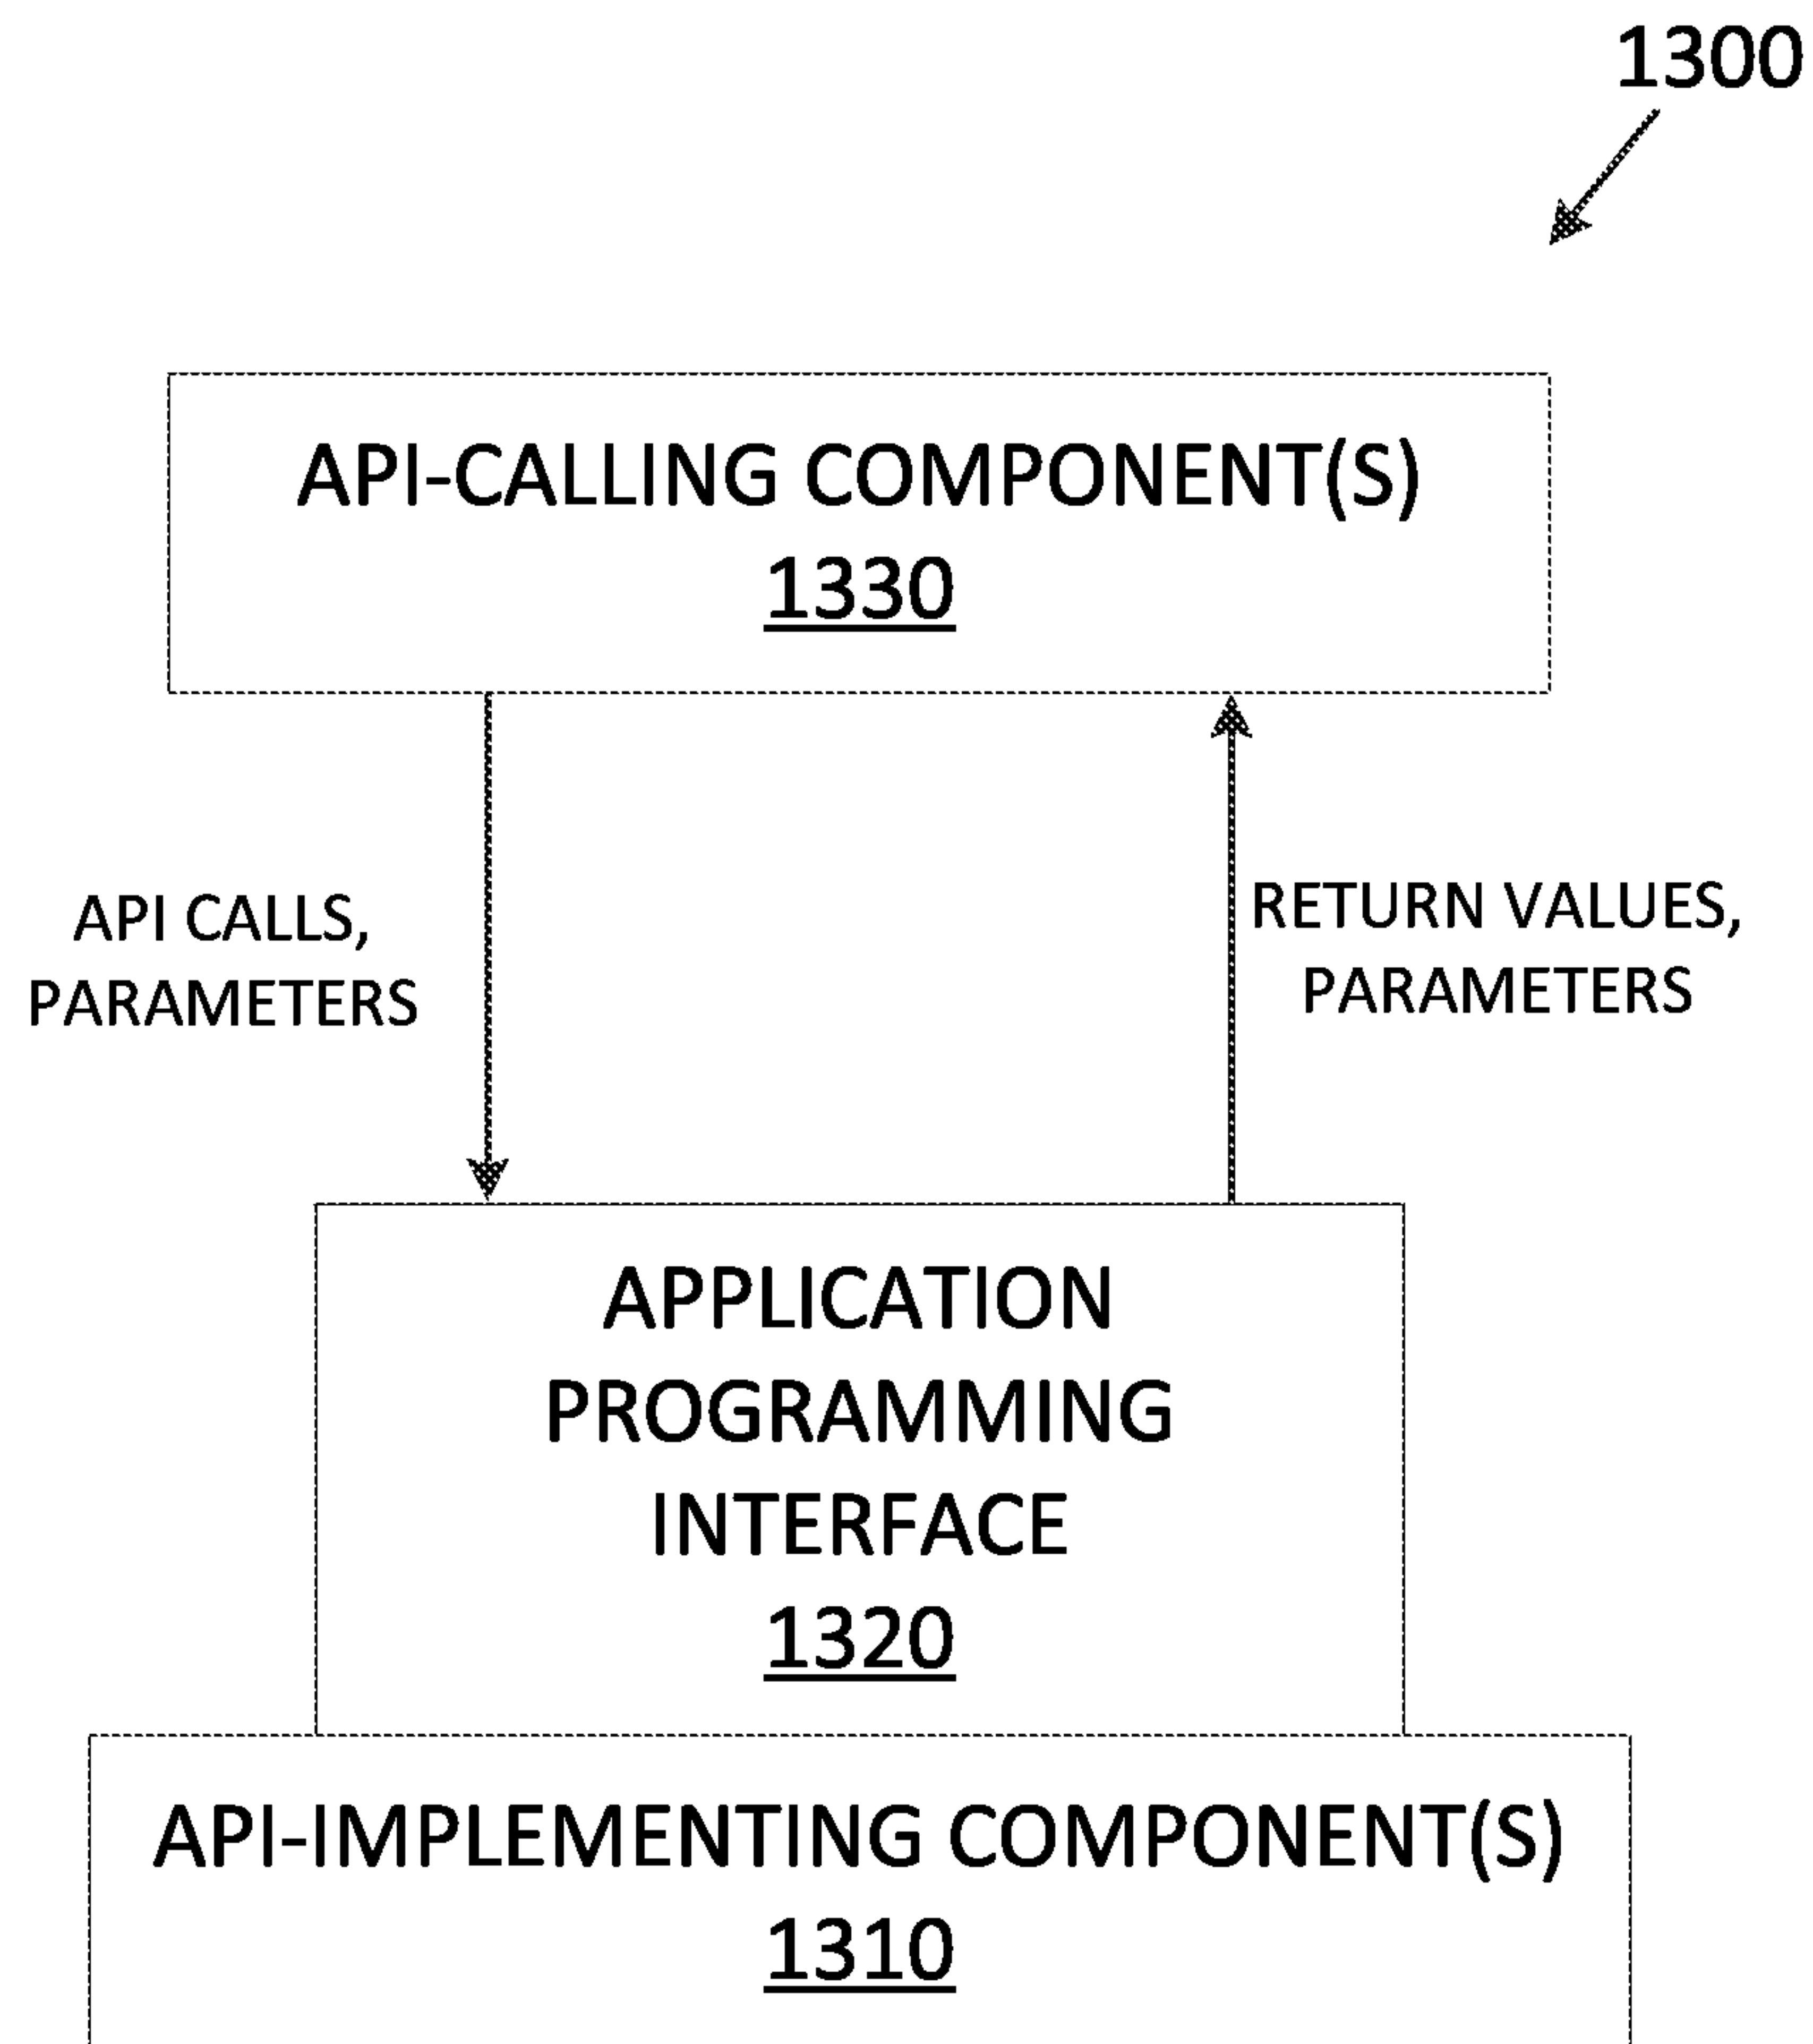 1300
API-CALLING COMPONENT(S)
1330
API CALLS,
PARAMETERS
RETURN VALUES,
PARAMETERS
APPLICATION
PROGRAMMING
INTERFACE
1320
API-IMPLEMENTING COMPONENT(S)
1310